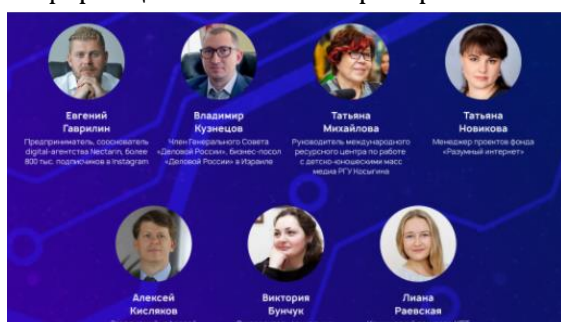 Евгений
Гаврилин
Предприниматель, сооснователь
digital-агентства Nectarin, более
800 тыс. подписчиков в Instagram
Владимир
Кузнецов
Член Генерального Совета
«Деловой России», бизнес-посол
«Деловой России» в Израиле
Татьяна
Михайлова
Руководитель международного
ресурсного центра по работе
с детско-юношескими масс
медиа РГУ Косыгина
Татьяна
Новикова
Менеджер проектов фонда
«Разумный интернет»
Алексей
Кисляков
Виктория
Бунчук
Лиана
Раевская